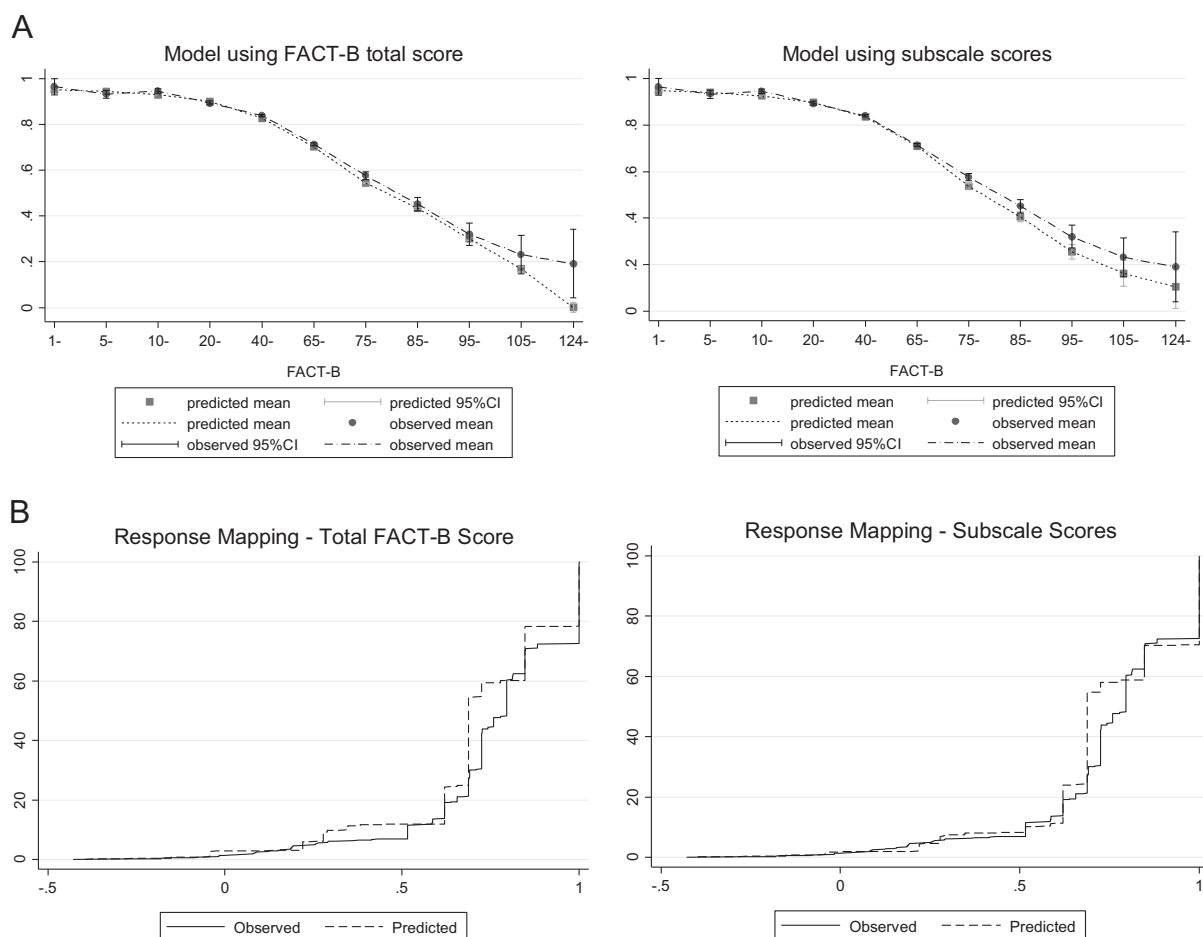 A
Model using FACT-B total score
Model using subscale scores
1
.8
.6
.4
.2
0
1
.8
.6
.4
.2
0
1- 5- 10- 20- 40- 65- 75- 85- 95- 105- 124-
1- 5- 10- 20- 40- 65- 75- 85- 95- 105- 124-
FACT-B
FACT-B
predicted mean predicted 95%CI
predicted mean observed mean
observed 95%CI observed mean
predicted mean predicted 95%CI
predicted mean observed mean
observed 95%CI observed mean
B
Response Mapping - Total FACT-B Score
Response Mapping - Subscale Scores
100
80
60
40
20
0
100
80
60
40
20
0
-.5 0 .5 1
-.5 0 .5 1
Observed Predicted
Observed Predicted